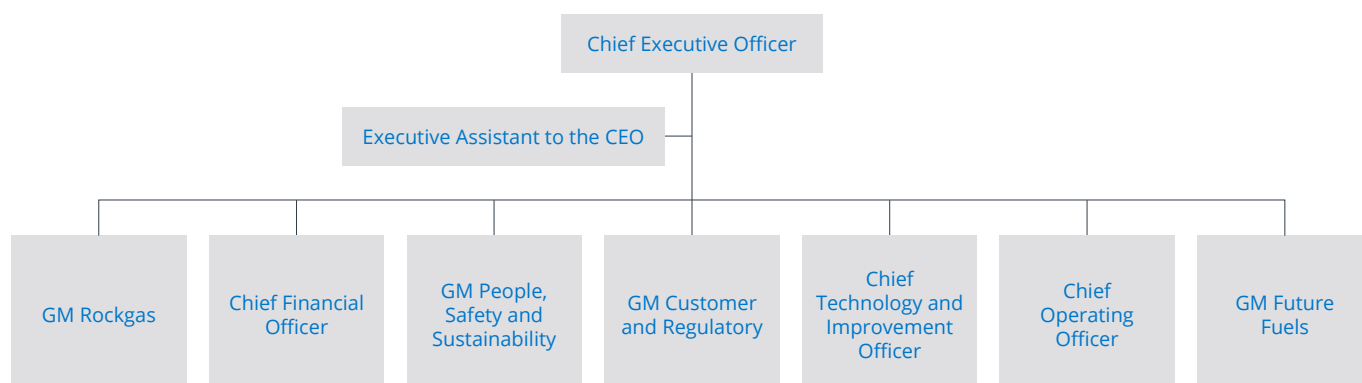 Chief Executive Officer
Executive Assistant to the CEO
GM Rockgas
Chief Financial
Officer
GM People,
Safety and
Sustainability
GM Customer
and Regulatory
Chief
Technology and
Improvement
Officer
Chief
Operating
Officer
GM Future
Fuels